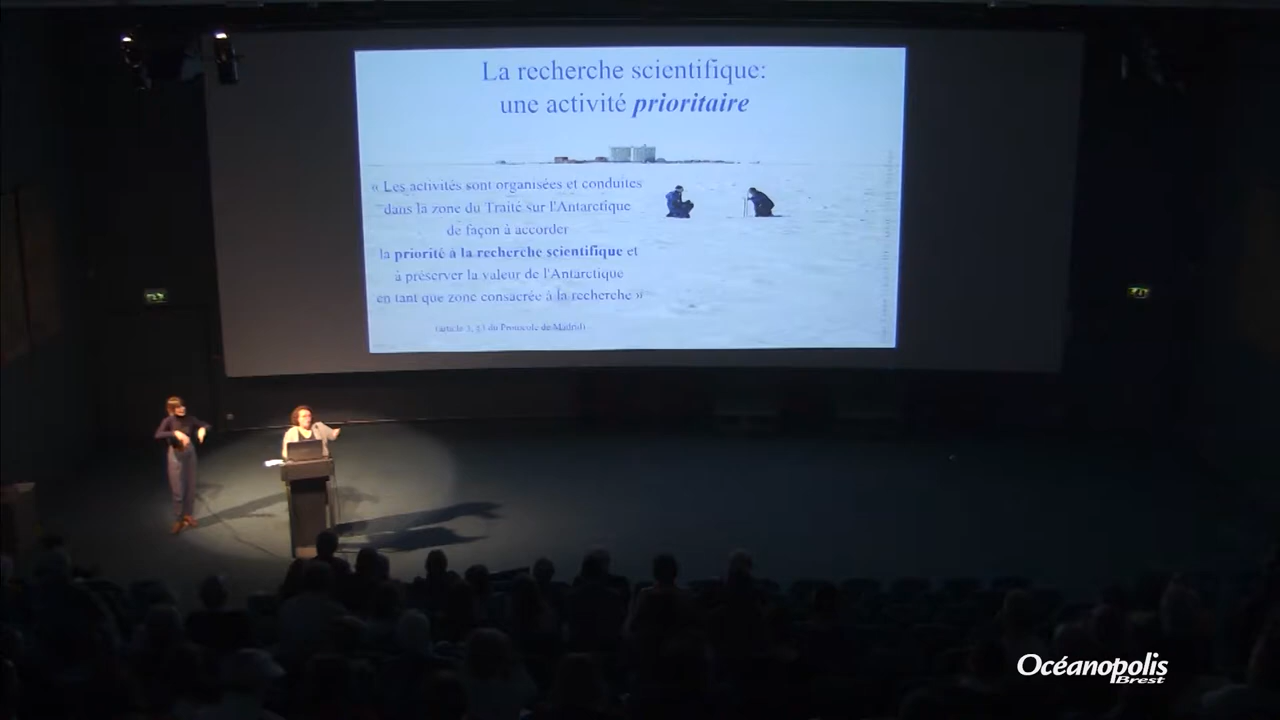 La recherche scientifique:
une activité prioritaire
« Les activités sont organisées et conduites
dans la zone du Traité sur l'Antarctique
de façon à accorder
la priorité à la recherche scientifique et
à préserver la valeur de l'Antarctique
en tant que zone consacrée à la recherche »
(article 3, §3 du Protocole de Madrid)
Océanopolis
Brest